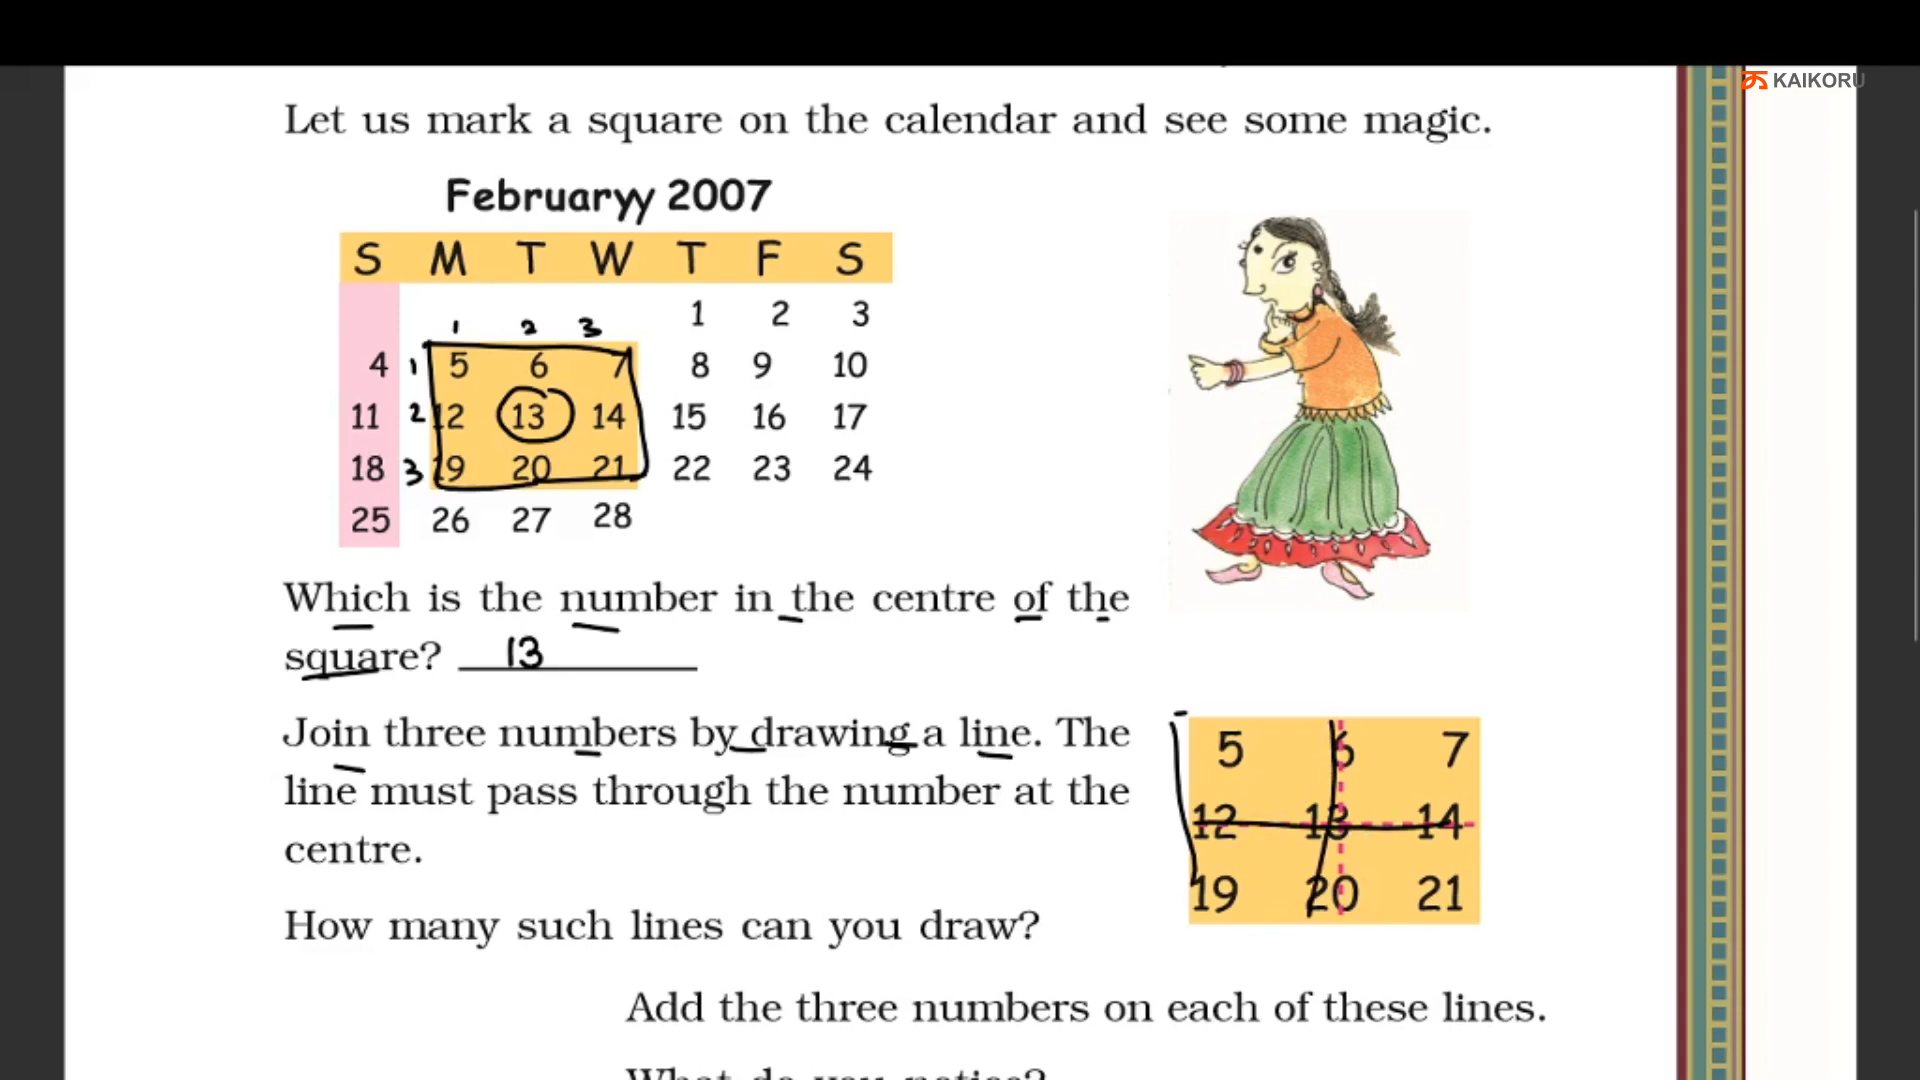 KAIKORU
Let us mark a square on the calendar and see some magic.
Februaryy 2007
S M T W T F S
1 2 3
1 2 3
4 1 5 6 7 8 9 10
11 2 12 13 14 15 16 17
18 3 19 20 21 22 23 24
25 26 27 28
Which is the number in the centre of the
square? 13
Join three numbers by drawing a line. The
line must pass through the number at the
centre.
5 6 7
12 13 14
19 20 21
How many such lines can you draw?
Add the three numbers on each of these lines.
What do you notice?